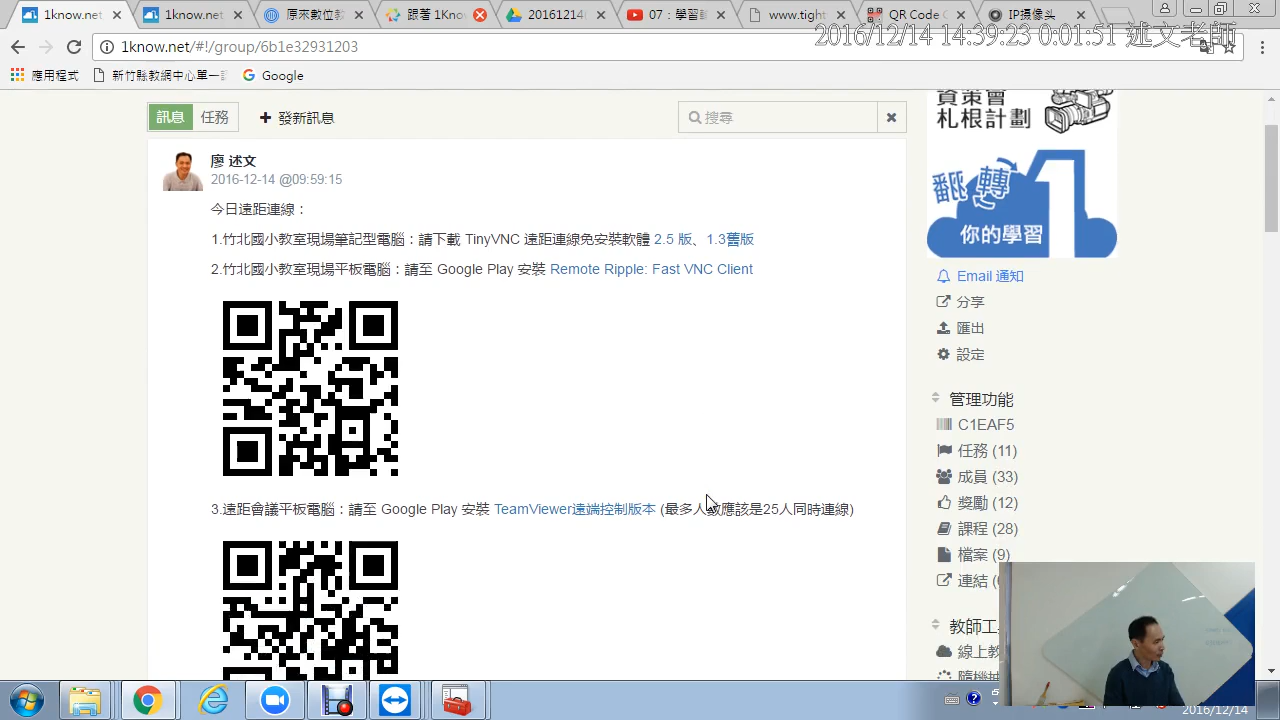 1know.net
1know.net
原來數位教
跟著 1Know
20161214
07：學習
www.tight
QR Code
IP摄像头
1know.net/#!/group/6b1e32931203
2016/12/14 14:39:23 0:01:51 述文老師
應用程式
新竹縣教網中心單一
Google
訊息
任務
發新訊息
搜尋
資策會
札根計劃
廖 述文
2016-12-14 @09:59:15
今日遠距連線：
1.竹北國小教室現場筆記型電腦：請下載 TinyVNC 遠距連線免安裝軟體 2.5 版、1.3舊版
2.竹北國小教室現場平板電腦：請至 Google Play 安裝 Remote Ripple: Fast VNC Client
翻轉
你的學習
Email 通知
分享
匯出
設定
管理功能
C1EAF5
任務 (11)
成員 (33)
獎勵 (12)
課程 (28)
檔案 (9)
連結
3.遠距會議平板電腦：請至 Google Play 安裝 TeamViewer遠端控制版本 (最多人數應該是25人同時連線)
教師工
線上教
隨機抽
2016/12/14